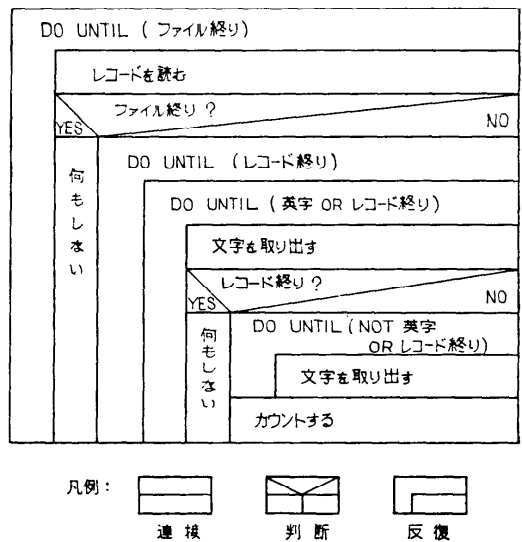 DO UNTIL ( ファイル終り)
レコードを読む
ファイル終り ?
YES
NO
何もしない
DO UNTIL (レコード終り)
DO UNTIL ( 英字 OR レコード終り)
文字を取り出す
レコード終り ?
YES
NO
何もしない
DO UNTIL (NOT 英字
OR レコード終り)
文字を取り出す
カウントする
凡例 :
連 接
判 断
反 復